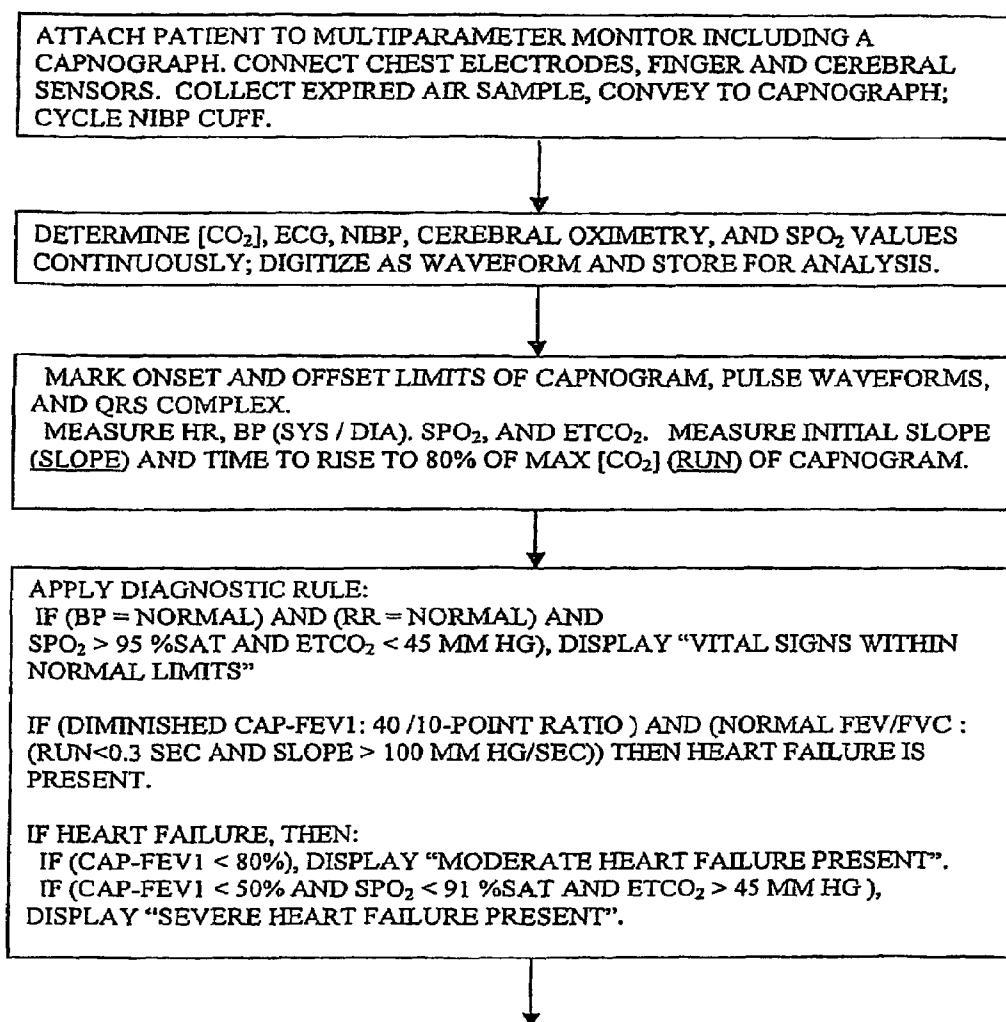 ATTACH PATIENT TO MULTIPARAMETER MONITOR INCLUDING A
CAPNOGRAPH. CONNECT CHEST ELECTRODES, FINGER AND CEREBRAL
SENSORS. COLLECT EXPIRED AIR SAMPLE, CONVEY TO CAPNOGRAPH;
CYCLE NIBP CUFF.
DETERMINE [CO₂], ECG, NIBP, CEREBRAL OXIMETRY, AND SPO₂ VALUES
CONTINUOUSLY; DIGITIZE AS WAVEFORM AND STORE FOR ANALYSIS.
MARK ONSET AND OFFSET LIMITS OF CAPNOGRAM, PULSE WAVEFORMS,
AND QRS COMPLEX.
MEASURE HR, BP (SYS / DIA). SPO₂, AND ETCO₂. MEASURE INITIAL SLOPE
(SLOPE) AND TIME TO RISE TO 80% OF MAX [CO₂] (RUN) OF CAPNOGRAM.
APPLY DIAGNOSTIC RULE:
IF (BP = NORMAL) AND (RR = NORMAL) AND
SPO₂ > 95 %SAT AND ETCO₂ < 45 MM HG), DISPLAY “VITAL SIGNS WITHIN
NORMAL LIMITS”
IF (DIMINISHED CAP-FEV1: 40 /10-POINT RATIO ) AND (NORMAL FEV/FVC :
(RUN<0.3 SEC AND SLOPE > 100 MM HG/SEC)) THEN HEART FAILURE IS
PRESENT.
IF HEART FAILURE, THEN:
IF (CAP-FEV1 < 80%), DISPLAY “MODERATE HEART FAILURE PRESENT”.
IF (CAP-FEV1 < 50% AND SPO₂ < 91 %SAT AND ETCO₂ > 45 MM HG ),
DISPLAY “SEVERE HEART FAILURE PRESENT”.